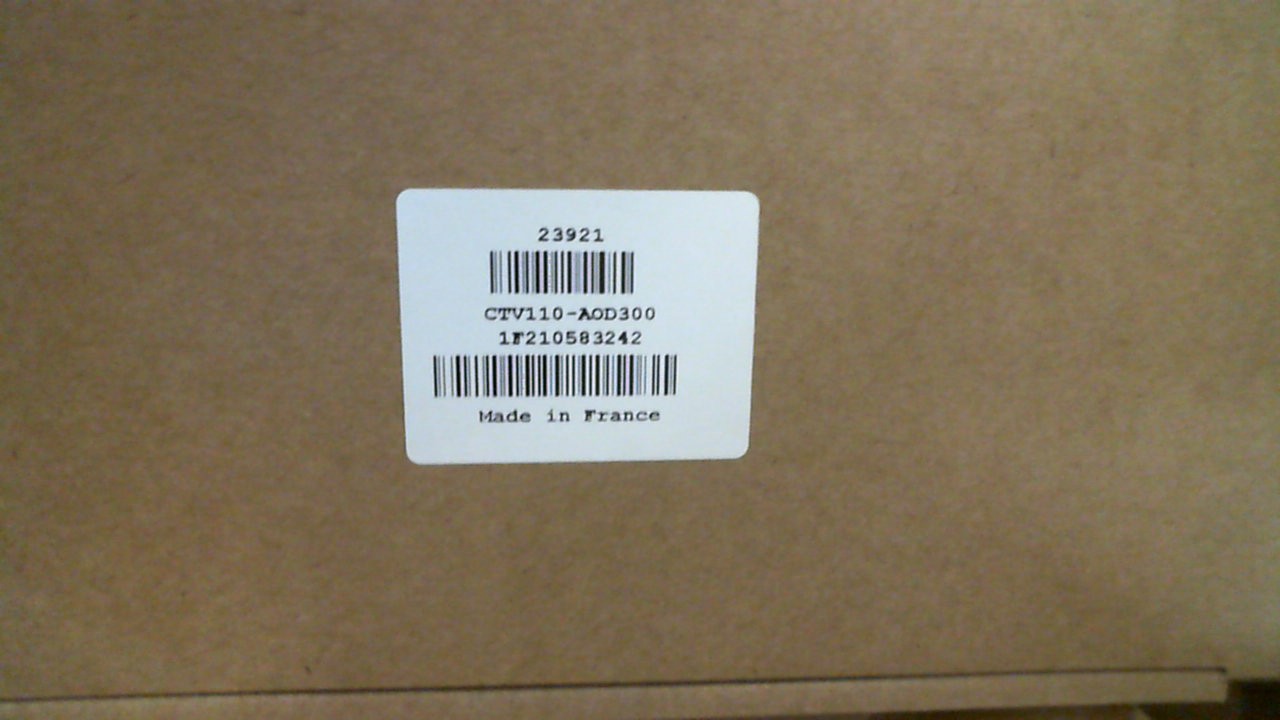 23921
CTV110-AOD300
1F210583242
Made in France